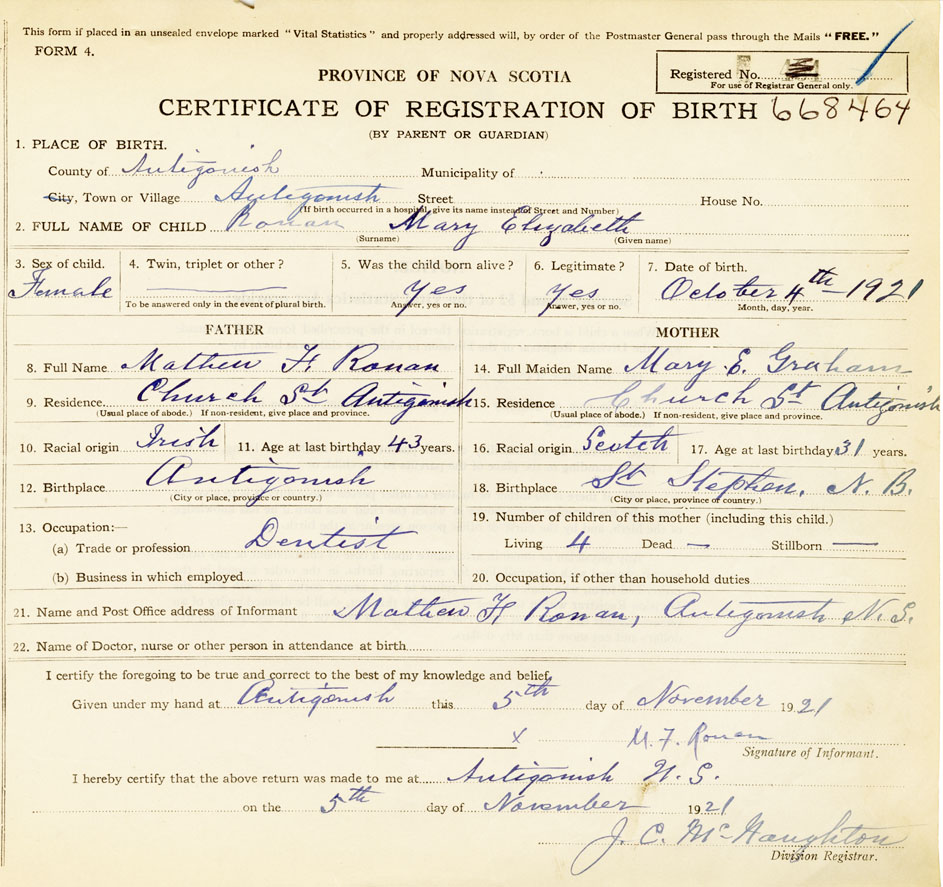 This form if placed in an unsealed envelope marked "Vital Statistics" and properly addressed will, by order of the Postmaster General pass through the Mails "FREE."
FORM 4.
Registered No.
For use of Registrar General only.
PROVINCE OF NOVA SCOTIA
CERTIFICATE OF REGISTRATION OF BIRTH 668464
(BY PARENT OR GUARDIAN)
1. PLACE OF BIRTH.
County of Antigonish Municipality of
City, Town or Village Antigonish Street House No.
(If birth occurred in a hospital, give its name instead of Street and Number)
2. FULL NAME OF CHILD Ronan Mary Elizabeth
(Surname) (Given name)
3. Sex of child. 4. Twin, triplet or other? 5. Was the child born alive? 6. Legitimate? 7. Date of birth.
Female yes yes October 4th 1921
To be answered only in the event of plural birth. Answer, yes or no. Answer, yes or no. Month, day, year.
FATHER MOTHER
8. Full Name Mathew F Ronan 14. Full Maiden Name Mary E. Graham
9. Residence Church St Antigonish 15. Residence Church St Antigonish
(Usual place of abode.) If non-resident, give place and province. (Usual place of abode.) If non-resident, give place and province.
10. Racial origin Irish 11. Age at last birthday 43 years. 16. Racial origin Scotch 17. Age at last birthday 31 years.
12. Birthplace Antigonish 18. Birthplace St Stephen, N. B.
(City or place, province or country.) (City or place, province or country.)
13. Occupation:— 19. Number of children of this mother (including this child.)
(a) Trade or profession Dentist Living 4 Dead — Stillborn —
(b) Business in which employed 20. Occupation, if other than household duties
21. Name and Post Office address of Informant Mathew F Ronan, Antigonish N. S.
22. Name of Doctor, nurse or other person in attendance at birth
I certify the foregoing to be true and correct to the best of my knowledge and belief,
Given under my hand at Antigonish this 5th day of November 1921
x M. F. Ronan
Signature of Informant.
I hereby certify that the above return was made to me at Antigonish N. S.
on the 5th day of November 1921
J. C. McNaughton
Division Registrar.